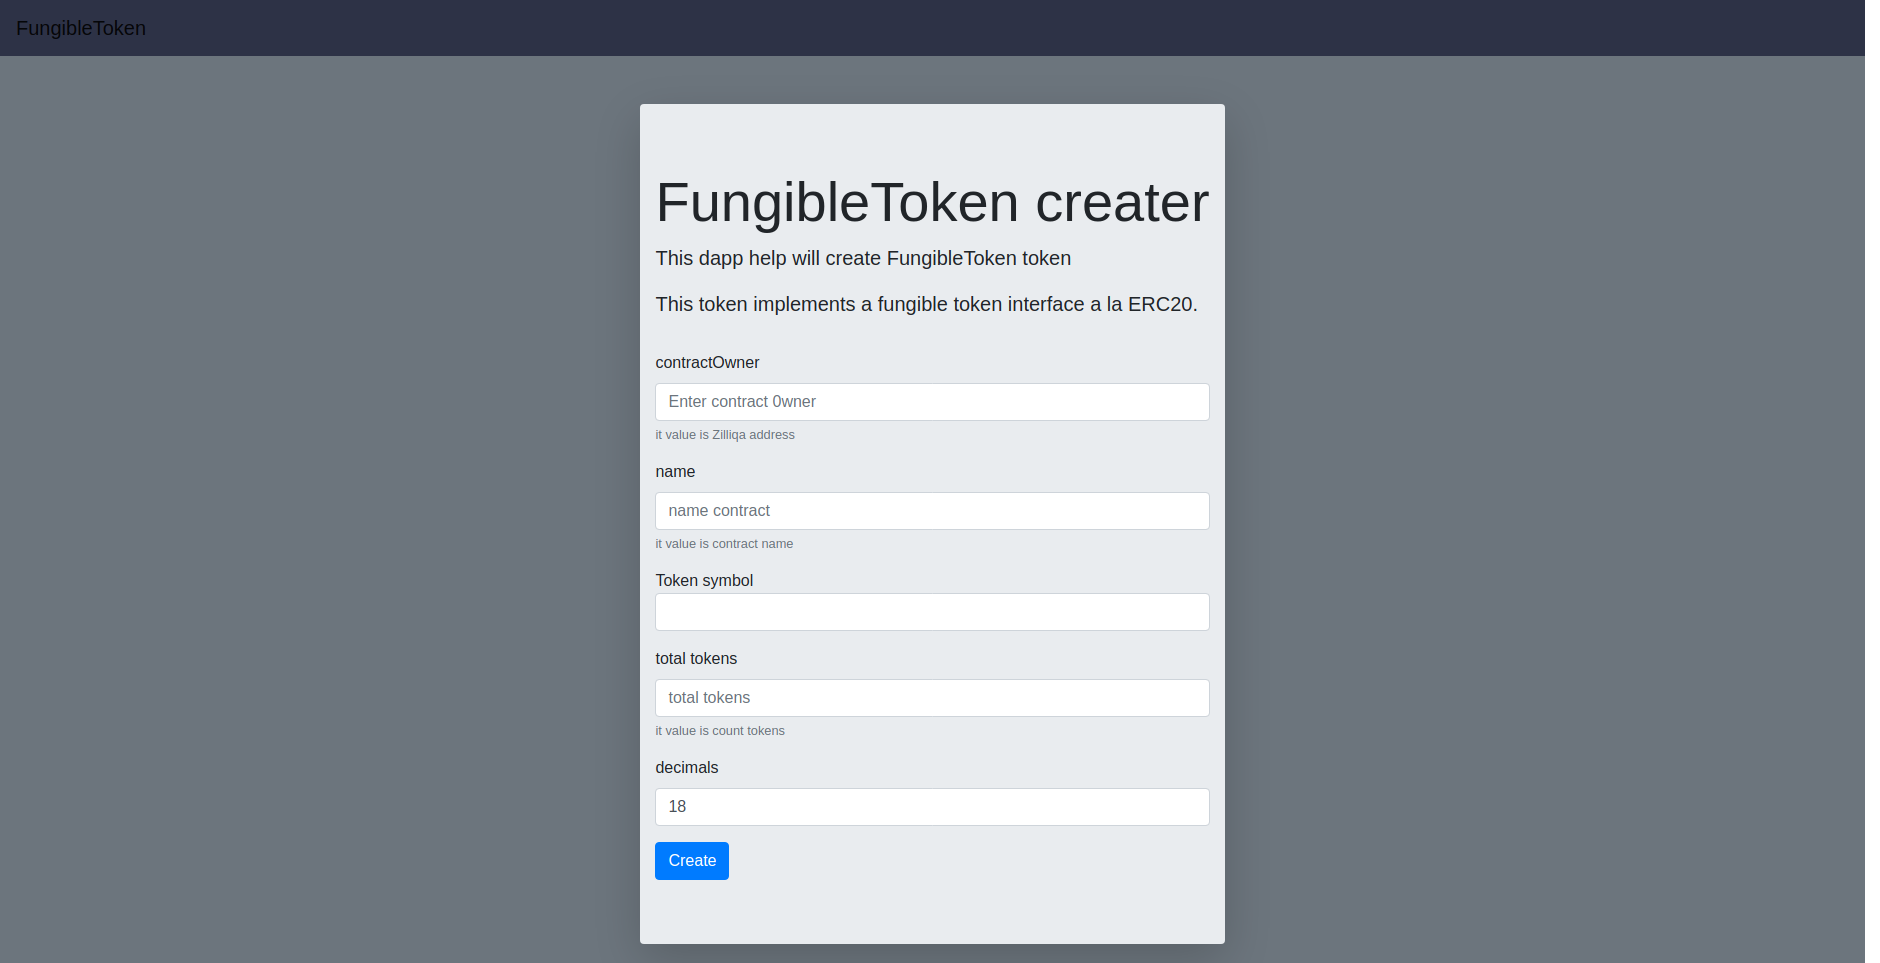 FungibleToken
FungibleToken creater
This dapp help will create FungibleToken token
This token implements a fungible token interface a la ERC20.
contractOwner
Enter contract 0wner
it value is Zilliqa address
name
name contract
it value is contract name
Token symbol
total tokens
total tokens
it value is count tokens
decimals
18
Create